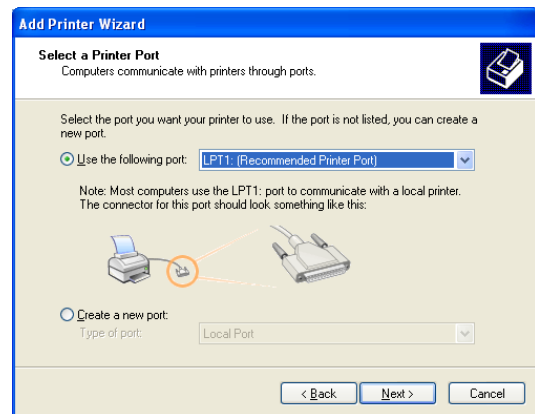 Add Printer Wizard
Select a Printer Port
Computers communicate with printers through ports.
Select the port you want your printer to use. If the port is not listed, you can create a
new port.
Use the following port: LPT1: (Recommended Printer Port)
Note: Most computers use the LPT1: port to communicate with a local printer.
The connector for this port should look something like this:
Create a new port:
Type of port: Local Port
< Back Next > Cancel